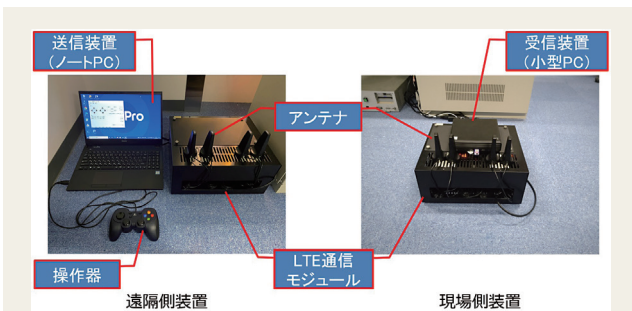 送信装置
(ノートPC)
受信装置
(小型PC)
アンテナ
Pro
操作器
LTE通信
モジュール
遠隔側装置
現場側装置